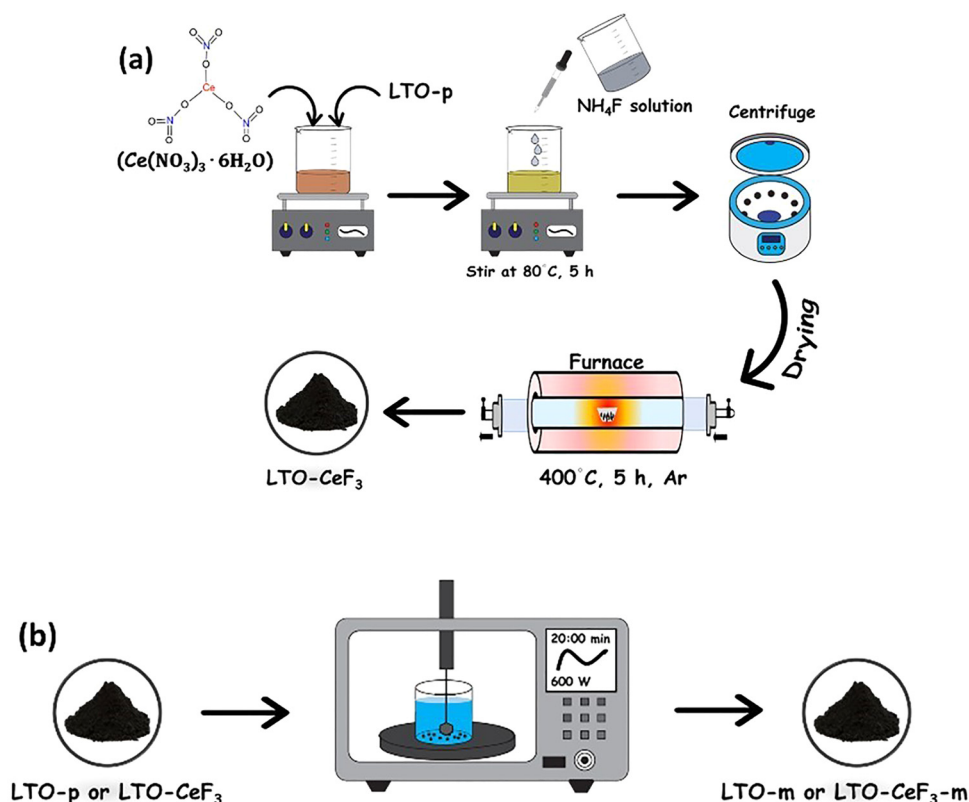 (a)
O
N
O
O
Ce
O
O
O
N
O
N
O
O
(Ce(NO₃)₃ · 6H₂O)
LTO-p
NH₄F solution
Stir at 80°C, 5 h
Centrifuge
Drying
Furnace
400°C, 5 h, Ar
LTO-CeF₃
(b)
LTO-p or LTO-CeF₃
20:00 min
600 W
LTO-m or LTO-CeF₃-m